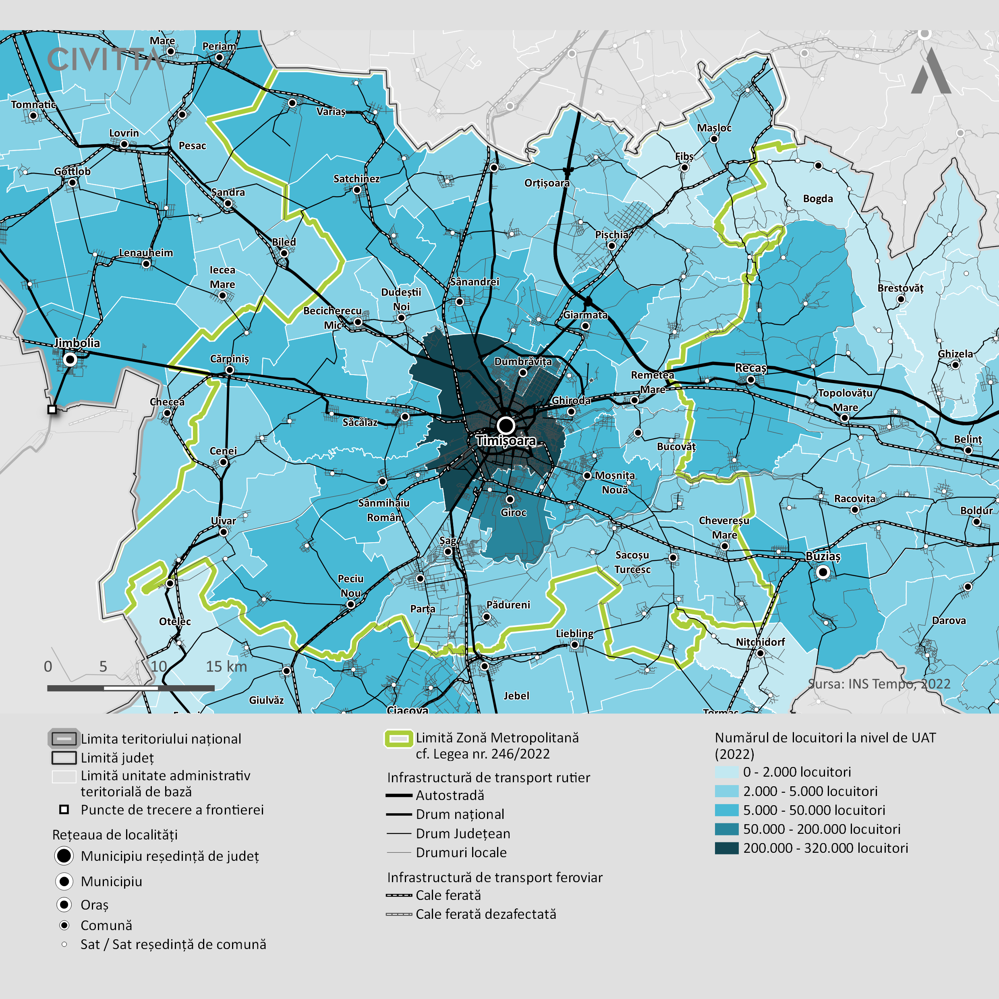 Mare
Periam
CIVITTA
Tomnatic
Variaș
Lovrin
Pesac
Mașloc
Fibș
Gottlob
Satchinez
Orțișoara
Șandra
Bogda
Pișchia
Biled
Lenauheim
Iecea
Mare
Sânandrei
Brestovăț
Dudeștii
Noi
Becicherecu
Mic
Giarmata
Jimbolia
Cărpiniș
Dumbrăvița
Ghizela
Remetea
Mare
Recaș
Checea
Ghiroda
Topolovățu
Mare
Săcălaz
Timișoara
Bucovăț
Belinț
Cenei
Moșnița
Nouă
Sânmihaiu
Român
Racovița
Giroc
Boldur
Uivar
Chevereșu
Mare
Șag
Sacoșu
Turcesc
Buziaș
Peciu
Nou
Parța
Pădureni
Otelec
Darova
Liebling
Nițchidorf
0 5 10 15 km
Sursa: INS Tempo, 2022
Giulvăz
Jebel
Ciacova
Tormac
Limita teritoriului național
Limită județ
Limită unitate administrativ
teritorială de bază
Puncte de trecere a frontierei
Rețeaua de localități
Municipiu reședință de județ
Municipiu
Oraș
Comună
Sat / Sat reședință de comună
Limită Zonă Metropolitană
cf. Legea nr. 246/2022
Infrastructură de transport rutier
Autostradă
Drum național
Drum Județean
Drumuri locale
Infrastructură de transport feroviar
Cale ferată
Cale ferată dezafectată
Numărul de locuitori la nivel de UAT
(2022)
0 - 2.000 locuitori
2.000 - 5.000 locuitori
5.000 - 50.000 locuitori
50.000 - 200.000 locuitori
200.000 - 320.000 locuitori